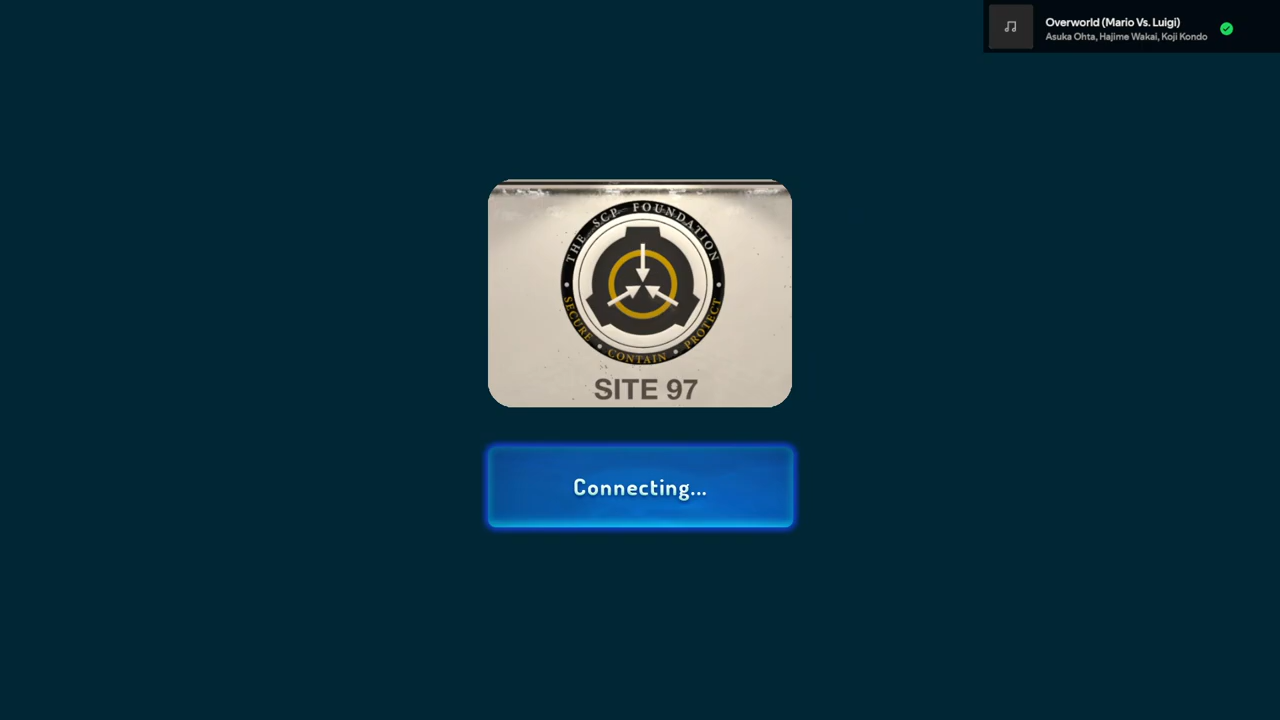 Overworld (Mario Vs. Luigi)
Asuka Ohta, Hajime Wakai, Koji Kondo
THE SCP FOUNDATION
SECURE • CONTAIN • PROTECT
SITE 97
Connecting...